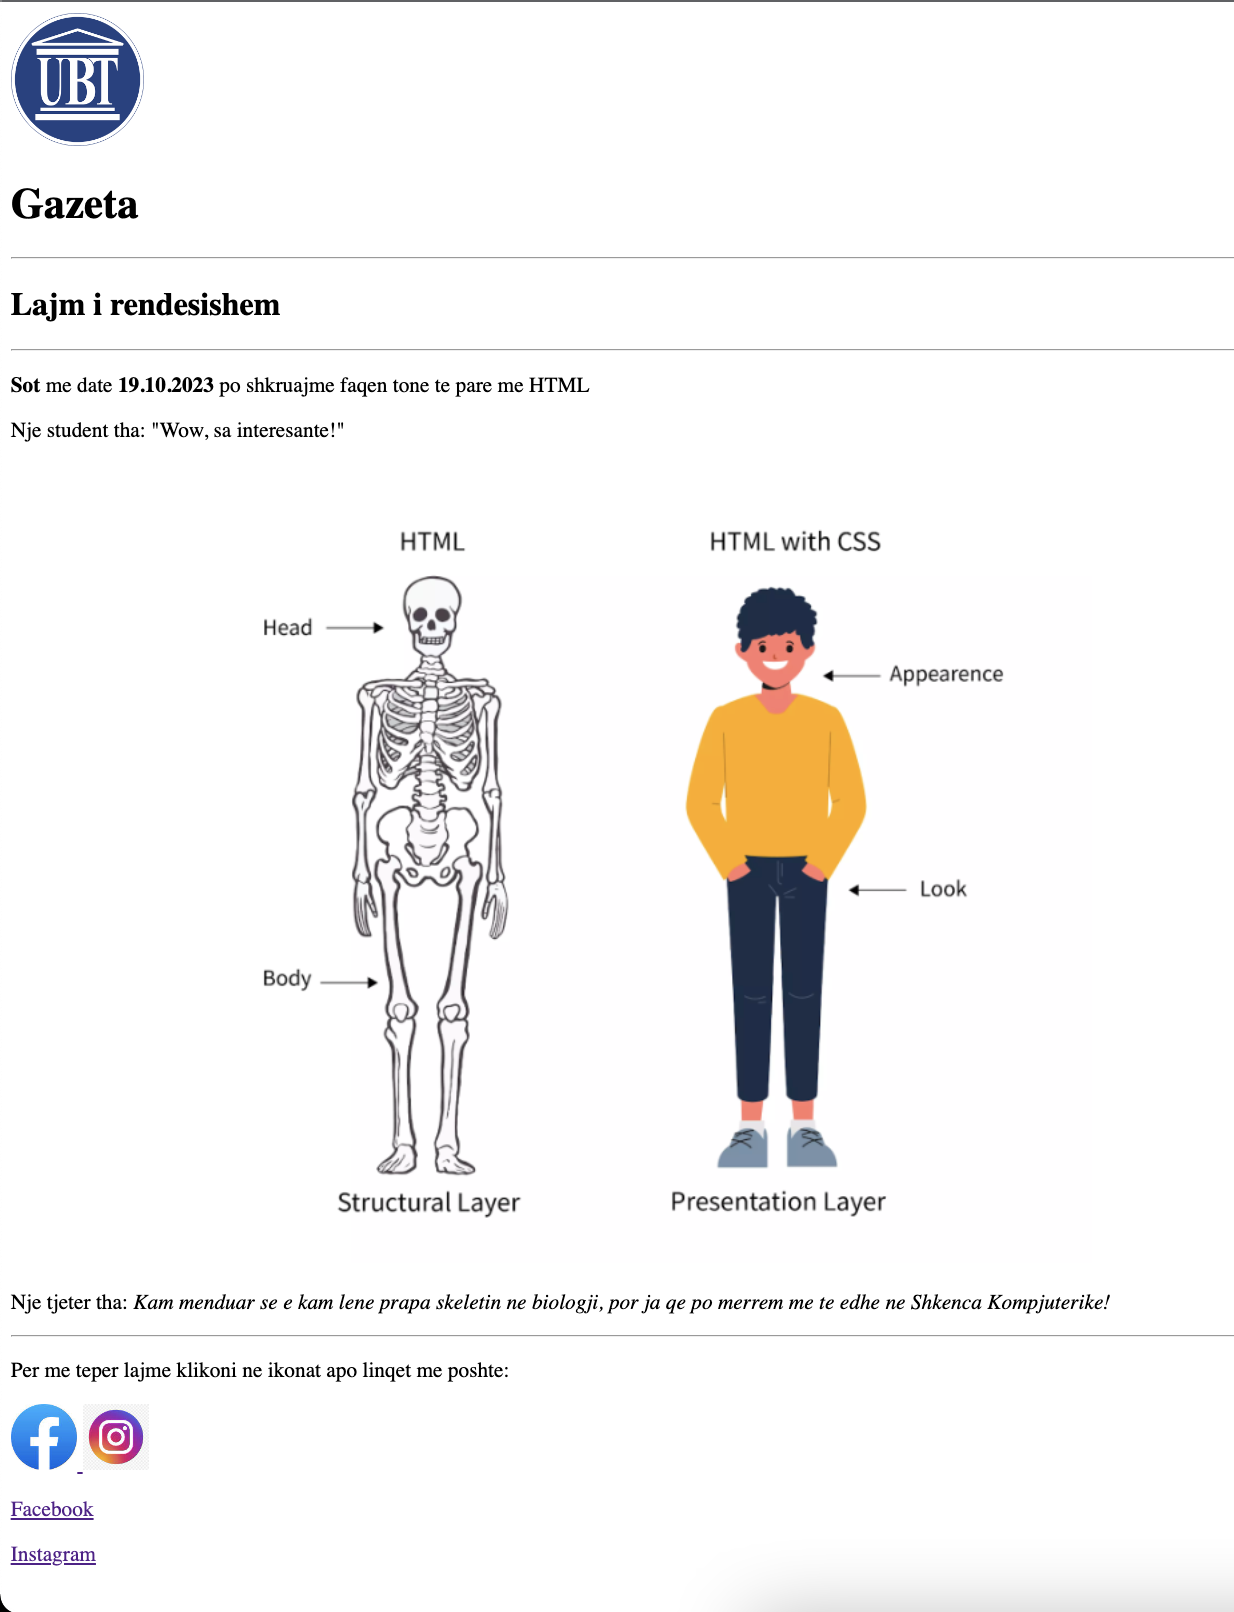 UBT
Gazeta
Lajm i rendesishem
Sot me date 19.10.2023 po shkruajme faqen tone te pare me HTML
Nje student tha: "Wow, sa interesante!"
HTML
HTML with CSS
Head
Appearence
Look
Body
Structural Layer
Presentation Layer
Nje tjeter tha: Kam menduar se e kam lene prapa skeletin ne biologji, por ja qe po merrem me te edhe ne Shkenca Kompjuterike!
Per me teper lajme klikoni ne ikonat apo linqet me poshte:
Facebook
Instagram